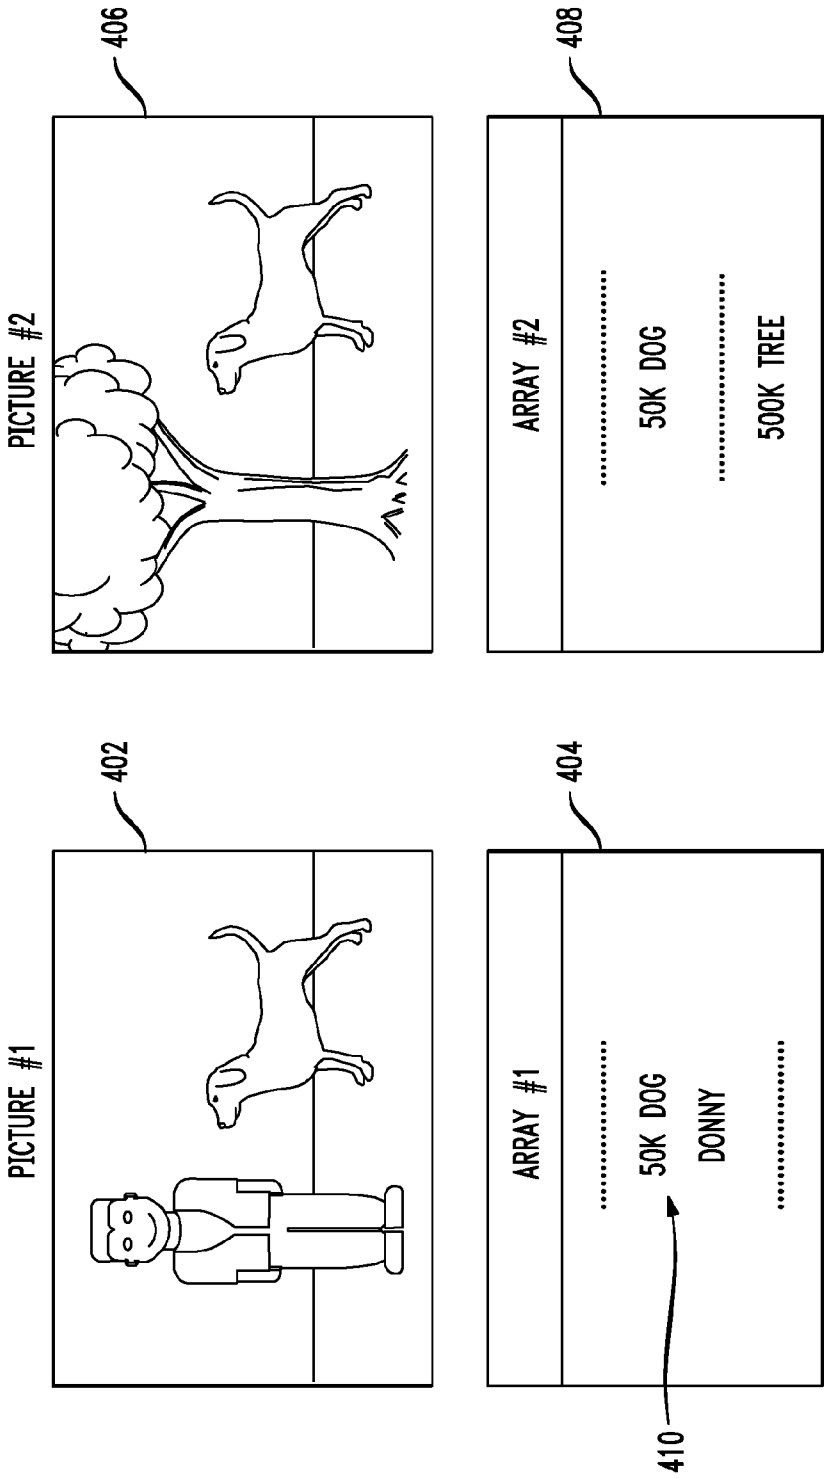 PICTURE #1
402
PICTURE #2
406
ARRAY #1
404
50K DOG
DONNY
410
ARRAY #2
408
50K DOG
500K TREE